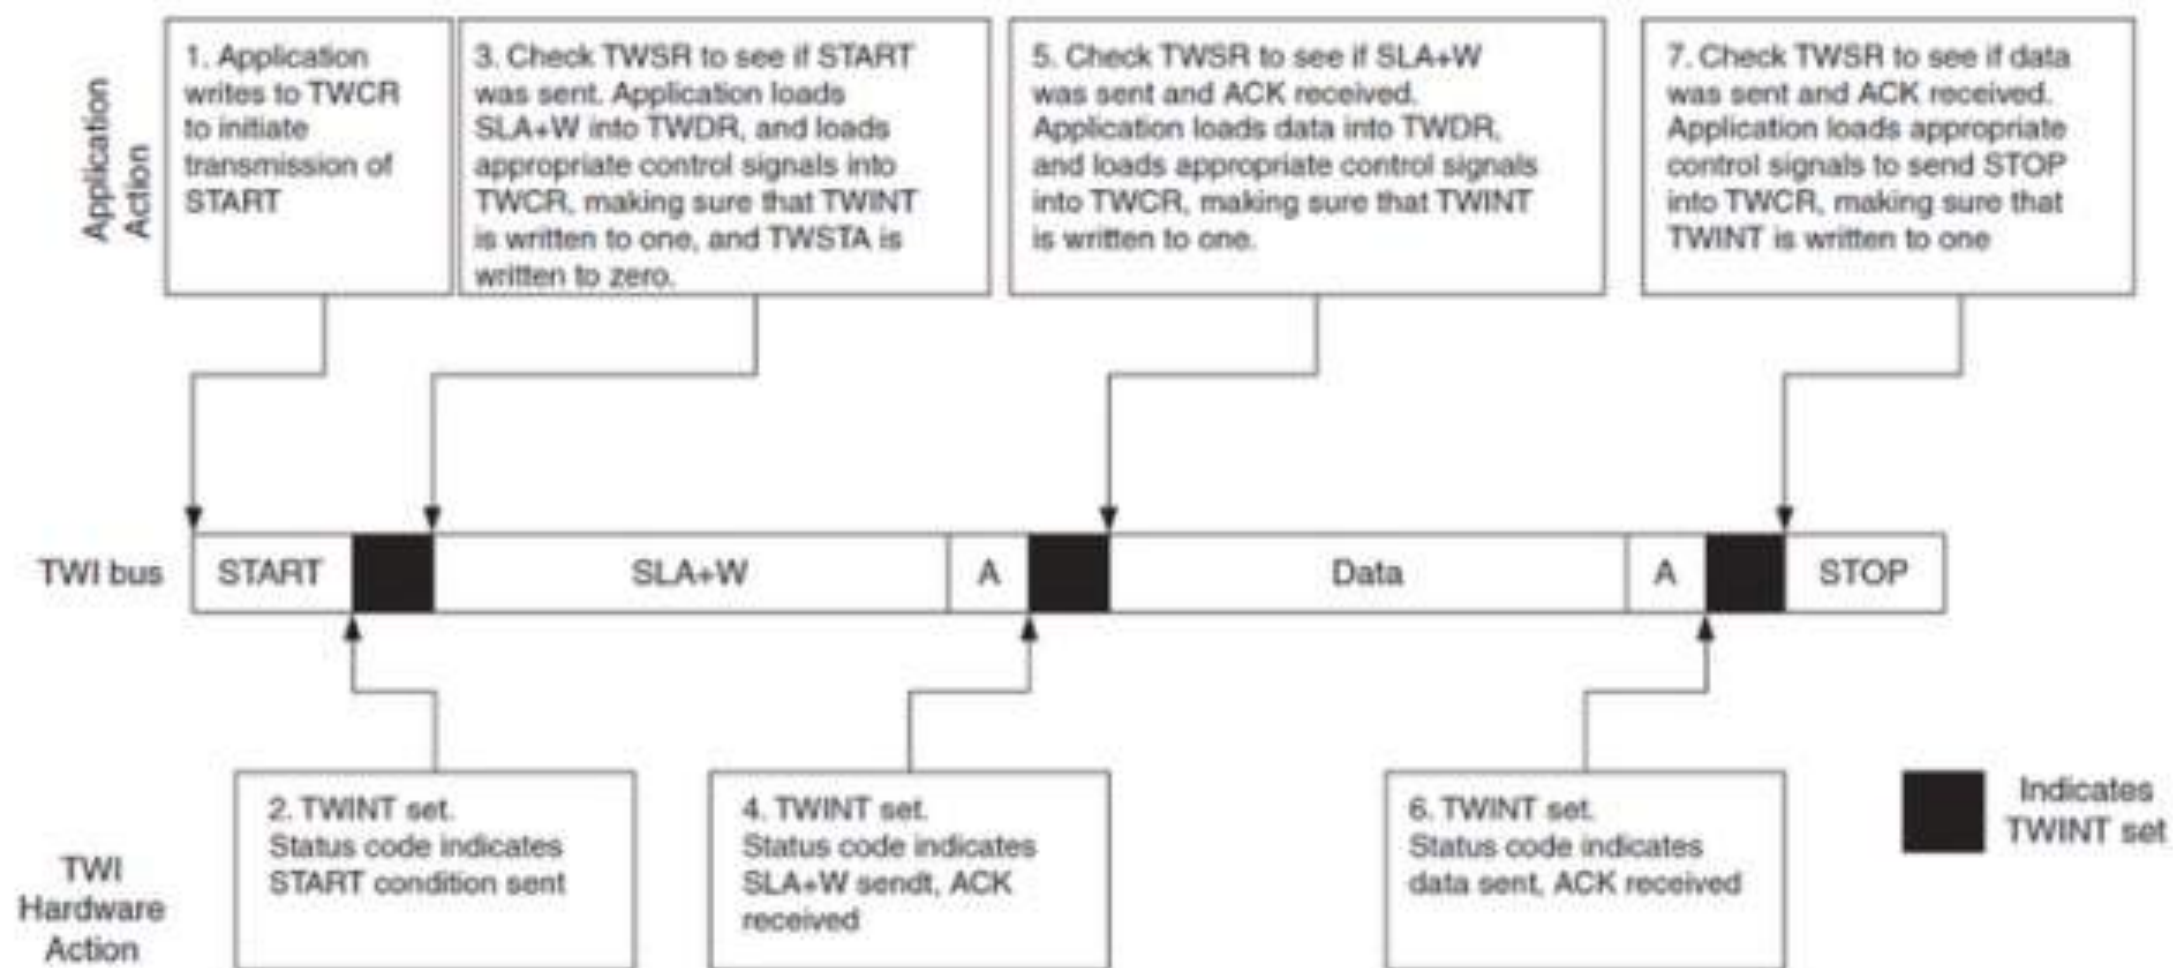 Application
Action
1. Application
writes to TWCR
to initiate
transmission of
START
3. Check TWSR to see if START
was sent. Application loads
SLA+W into TWDR, and loads
appropriate control signals into
TWCR, making sure that TWINT
is written to one, and TWSTA is
written to zero.
5. Check TWSR to see if SLA+W
was sent and ACK received.
Application loads data into TWDR,
and loads appropriate control signals
into TWCR, making sure that TWINT
is written to one.
7. Check TWSR to see if data
was sent and ACK received.
Application loads appropriate
control signals to send STOP
into TWCR, making sure that
TWINT is written to one
TWI bus
START
SLA+W
A
Data
A
STOP
TWI
Hardware
Action
2. TWINT set.
Status code indicates
START condition sent
4. TWINT set.
Status code indicates
SLA+W sendt, ACK
received
6. TWINT set.
Status code indicates
data sent, ACK received
Indicates
TWINT set